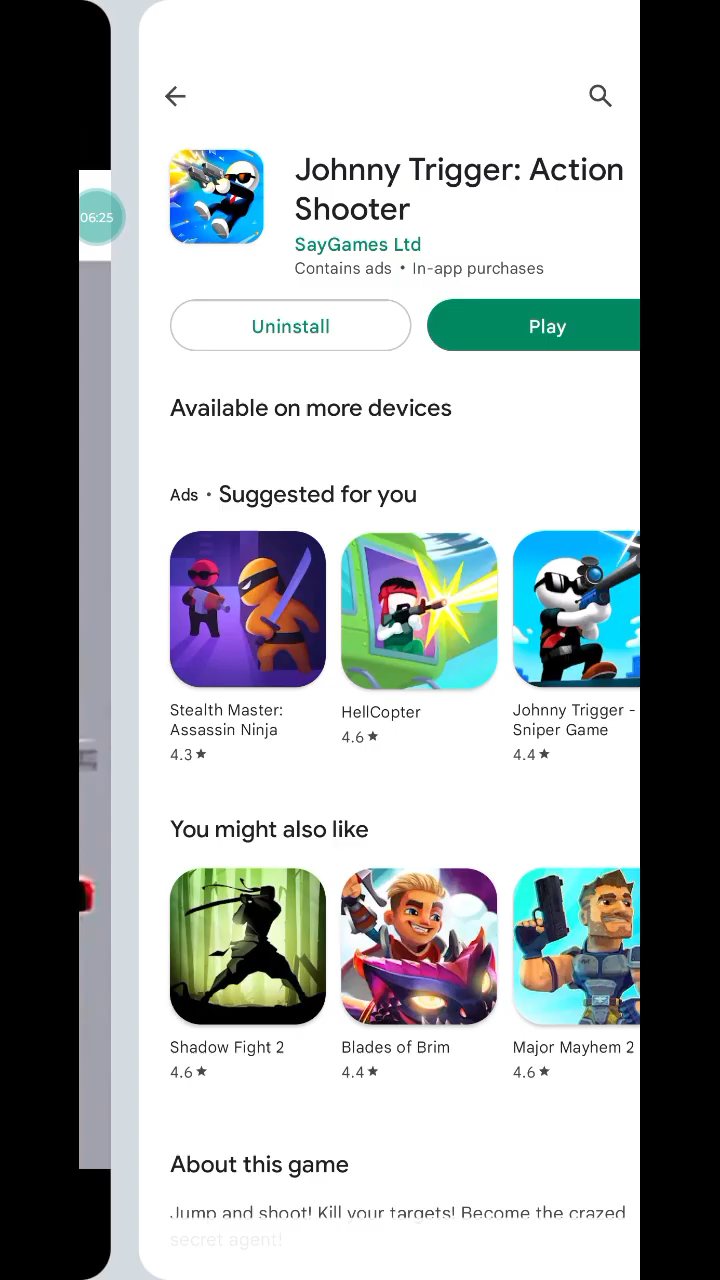 06:25
Johnny Trigger: Action
Shooter
SayGames Ltd
Contains ads • In-app purchases
Uninstall
Play
Available on more devices
Ads • Suggested for you
Stealth Master:
Assassin Ninja
4.3★
HellCopter
4.6★
Johnny Trigger -
Sniper Game
4.4★
You might also like
Shadow Fight 2
4.6★
Blades of Brim
4.4★
Major Mayhem 2
4.6★
About this game
Jump and shoot! Kill your targets! Become the crazed
secret agent!